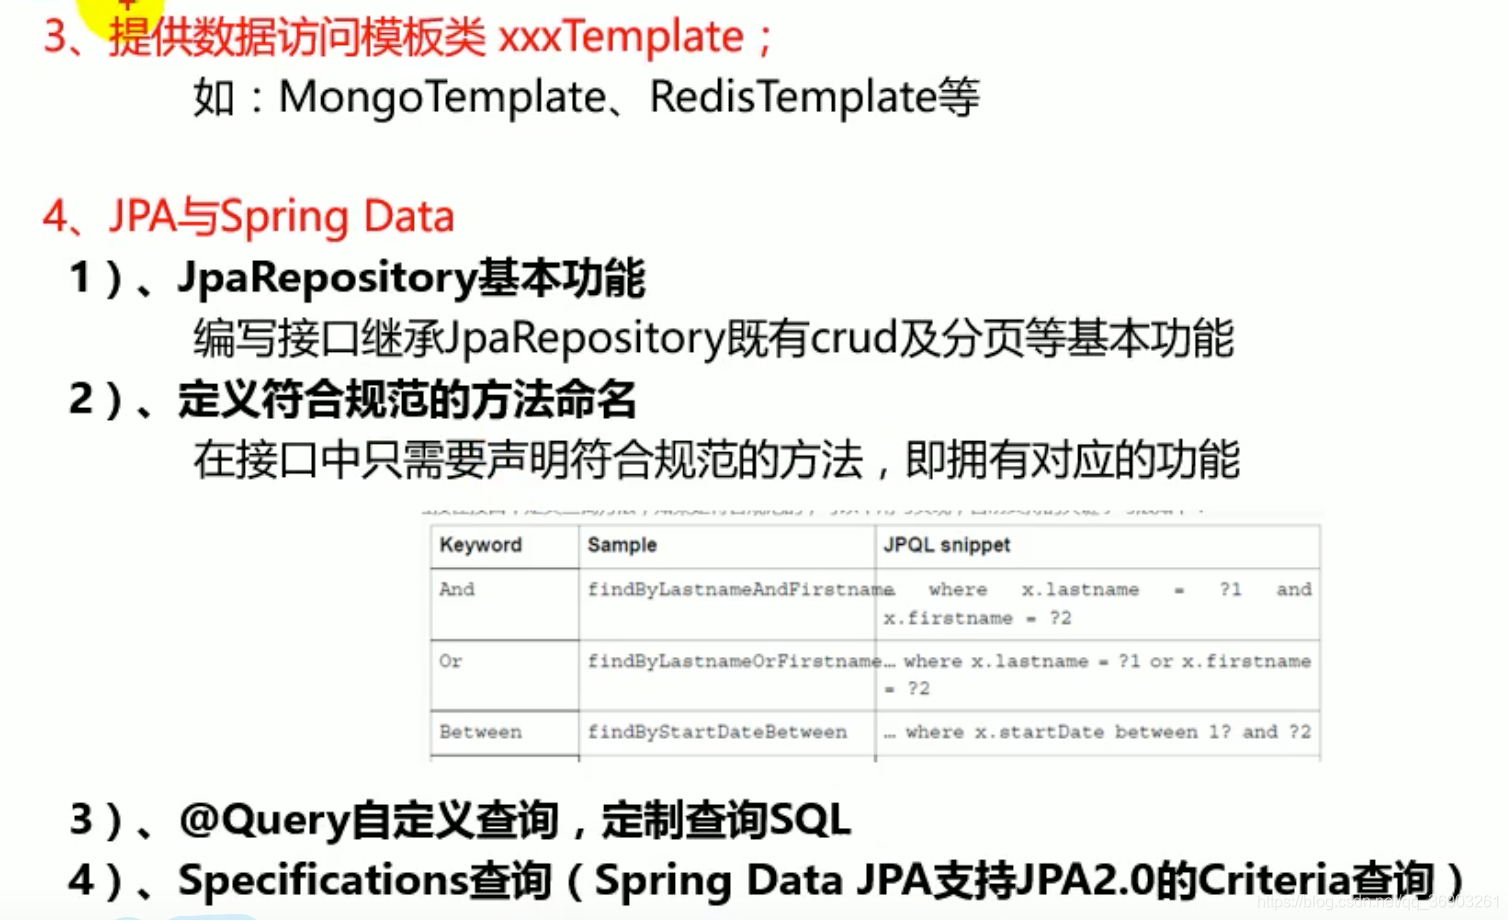 3、提供数据访问模板类 xxxTemplate；
如：MongoTemplate、RedisTemplate等
4、JPA与Spring Data
1）、JpaRepository基本功能
编写接口继承JpaRepository既有crud及分页等基本功能
2）、定义符合规范的方法命名
在接口中只需要声明符合规范的方法，即拥有对应的功能
Keyword Sample JPQL snippet
And findByLastnameAndFirstname where x.lastname = ?1 and
x.firstname = ?2
Or findByLastnameOrFirstname … where x.lastname = ?1 or x.firstname
= ?2
Between findByStartDateBetween … where x.startDate between 1? and ?2
3）、@Query自定义查询，定制查询SQL
4）、Specifications查询（Spring Data JPA支持JPA2.0的Criteria查询）
https://blog.csdn.net/qq_36903261